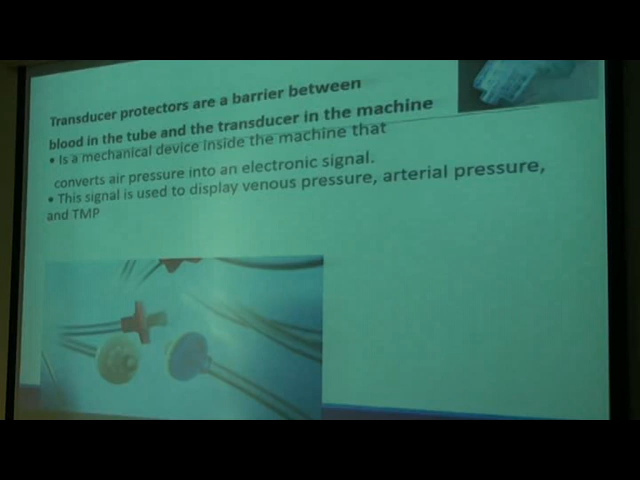 Transducer protectors are a barrier between
blood in the tube and the transducer in the machine
• Is a mechanical device inside the machine that
converts air pressure into an electronic signal.
• This signal is used to display venous pressure, arterial pressure,
and TMP